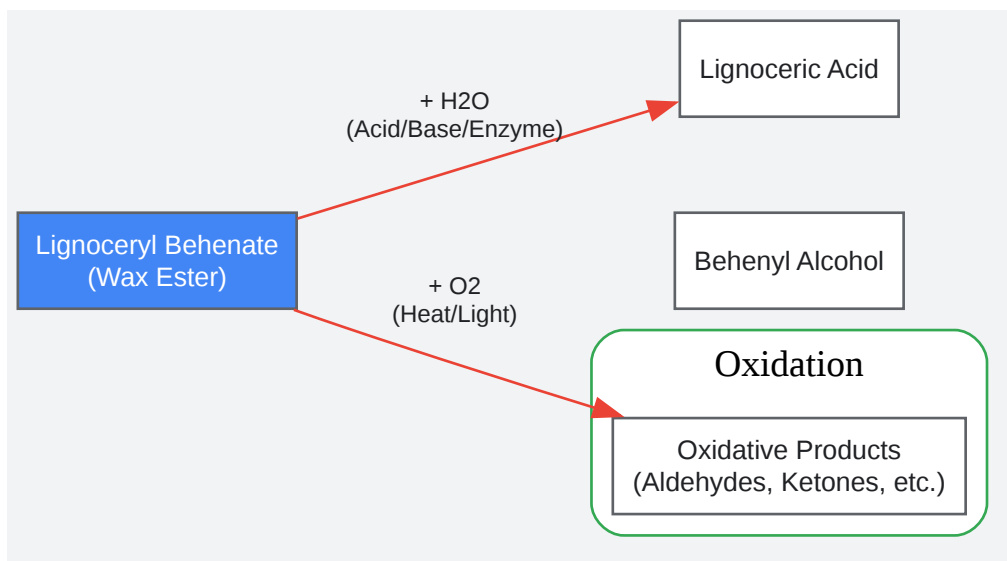 Lignoceric Acid
+ H2O
(Acid/Base/Enzyme)
Lignoceryl Behenate
(Wax Ester)
Behenyl Alcohol
+ O2
(Heat/Light)
Oxidation
Oxidative Products
(Aldehydes, Ketones, etc.)